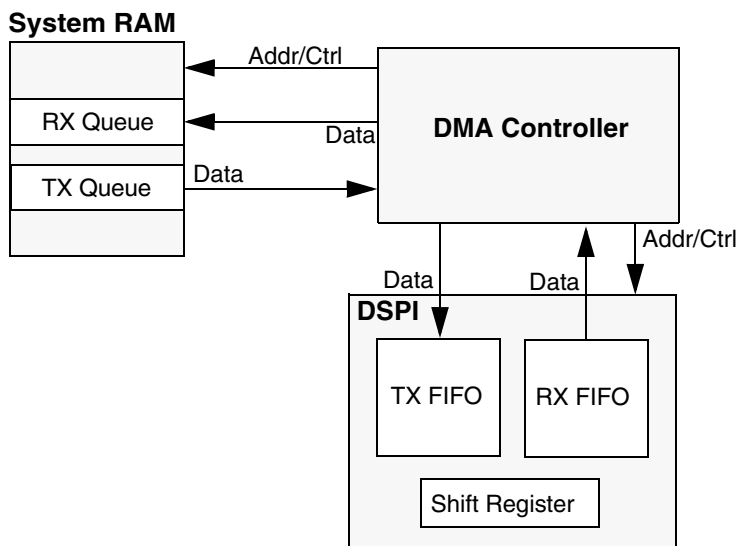 System RAM
Addr/Ctrl
RX Queue
Data
DMA Controller
TX Queue
Data
Addr/Ctrl
Data
Data
DSPI
TX FIFO
RX FIFO
Shift Register